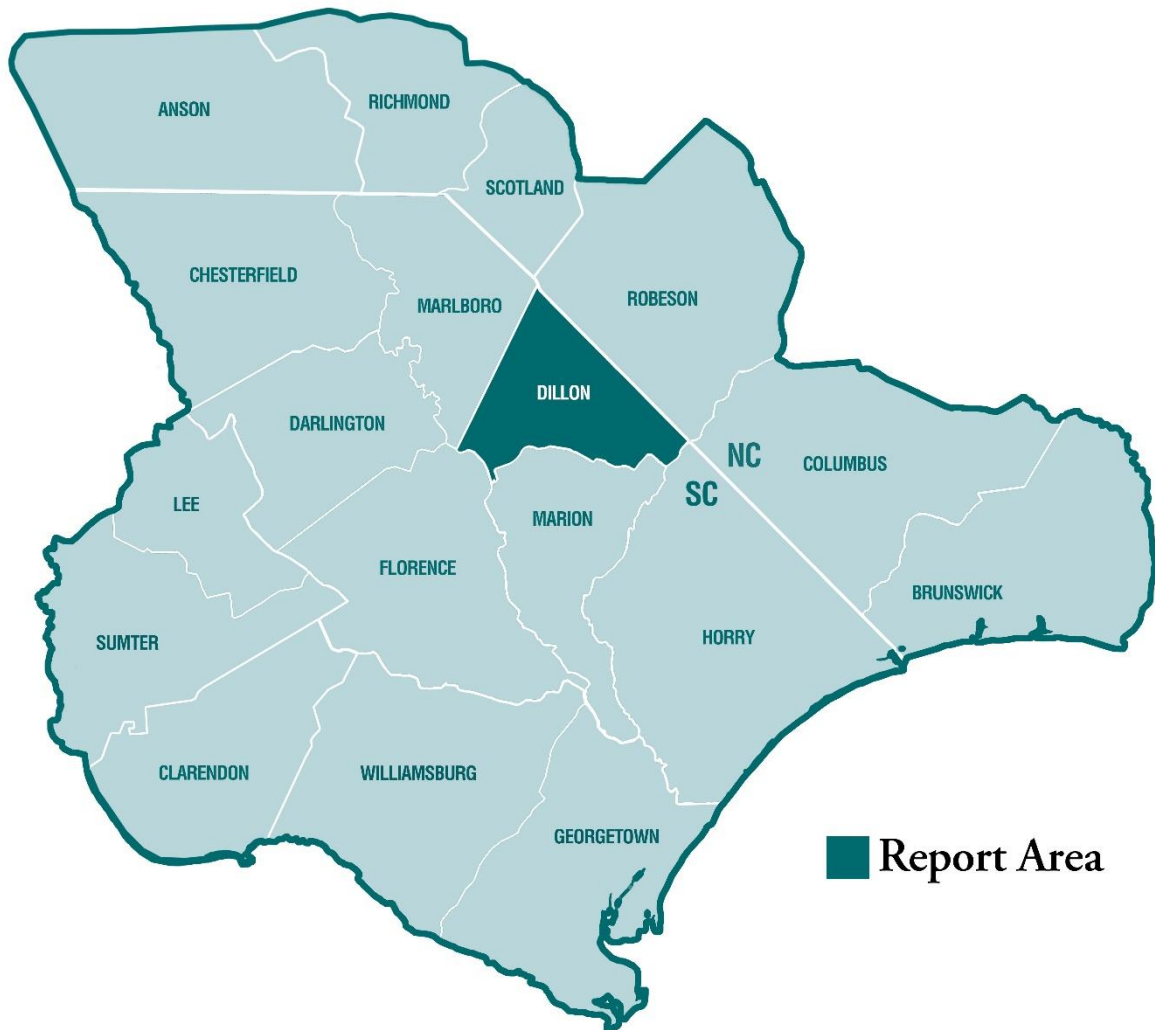 RICHMOND
ANSON
SCOTLAND
CHESTERFIELD
MARLBORO
ROBESON
DILLON
DARLINGTON
NC
COLUMBUS
SC
LEE
MARION
FLORENCE
BRUNSWICK
SUMTER
HORRY
CLARENDON
WILLIAMSBURG
GEORGETOWN
Report Area